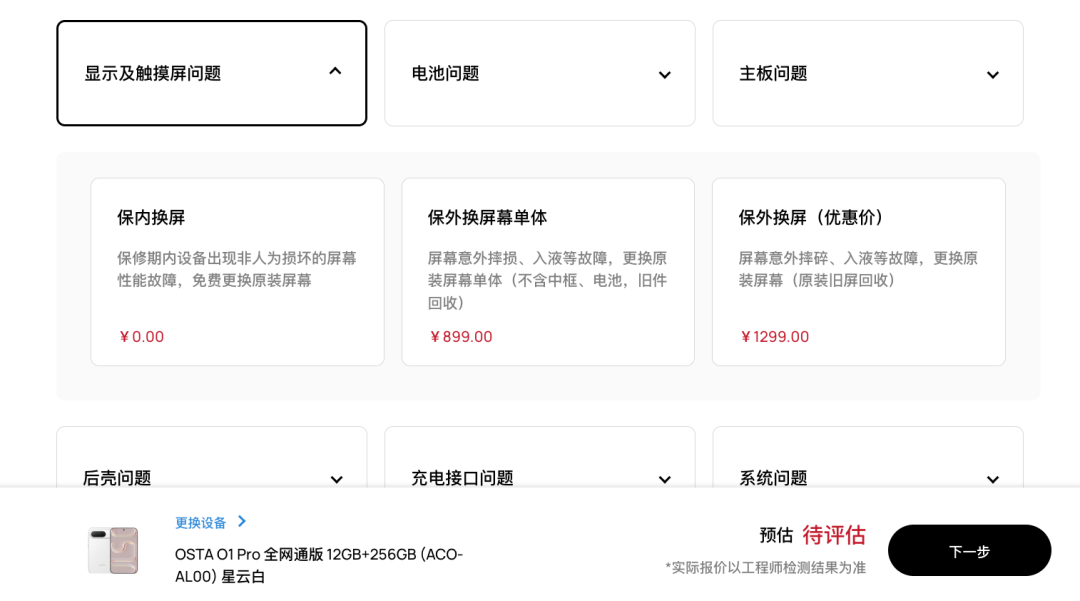 显示及触摸屏问题
电池问题
主板问题
保内换屏
保修期内设备出现非人为损坏的屏幕
性能故障，免费更换原装屏幕
¥0.00
保外换屏幕单体
屏幕意外摔损、入液等故障，更换原
装屏幕单体（不含中框、电池，旧件
回收）
¥899.00
保外换屏（优惠价）
屏幕意外摔碎、入液等故障，更换原
装屏幕（原装旧屏回收）
¥1299.00
后壳问题
充电接口问题
系统问题
更换设备
OSTA O1 Pro 全网通版 12GB+256GB (ACO-
AL00) 星云白
预估 待评估
*实际报价以工程师检测结果为准
下一步